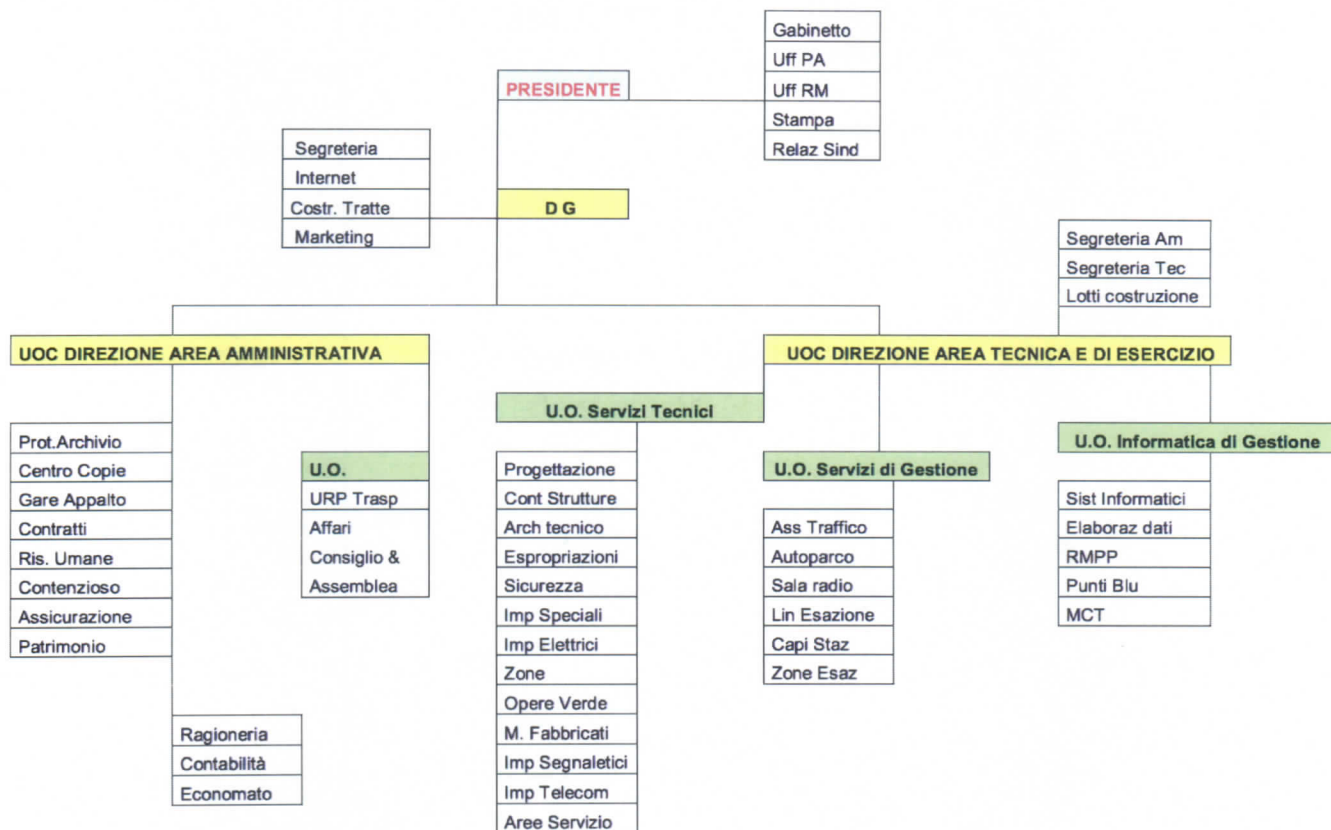 Gabinetto
Uff PA
PRESIDENTE
Uff RM
Stampa
Relaz Sind
Segreteria
Internet
Costr. Tratte
Marketing
D G
Segreteria Am
Segreteria Tec
Lotti costruzione
UOC DIREZIONE AREA AMMINISTRATIVA
UOC DIREZIONE AREA TECNICA E DI ESERCIZIO
Prot.Archivio
Centro Copie
Gare Appalto
Contratti
Ris. Umane
Contenzioso
Assicurazione
Patrimonio
Ragioneria
Contabilità
Economato
U.O.
URP Trasp
Affari
Consiglio &
Assemblea
U.O. Servizi Tecnici
Progettazione
Cont Strutture
Arch tecnico
Espropriazioni
Sicurezza
Imp Speciali
Imp Elettrici
Zone
Opere Verde
M. Fabbricati
Imp Segnaletici
Imp Telecom
Aree Servizio
U.O. Servizi di Gestione
Ass Traffico
Autoparco
Sala radio
Lin Esazione
Capi Staz
Zone Esaz
U.O. Informatica di Gestione
Sist Informatici
Elaboraz dati
RMPP
Punti Blu
MCT